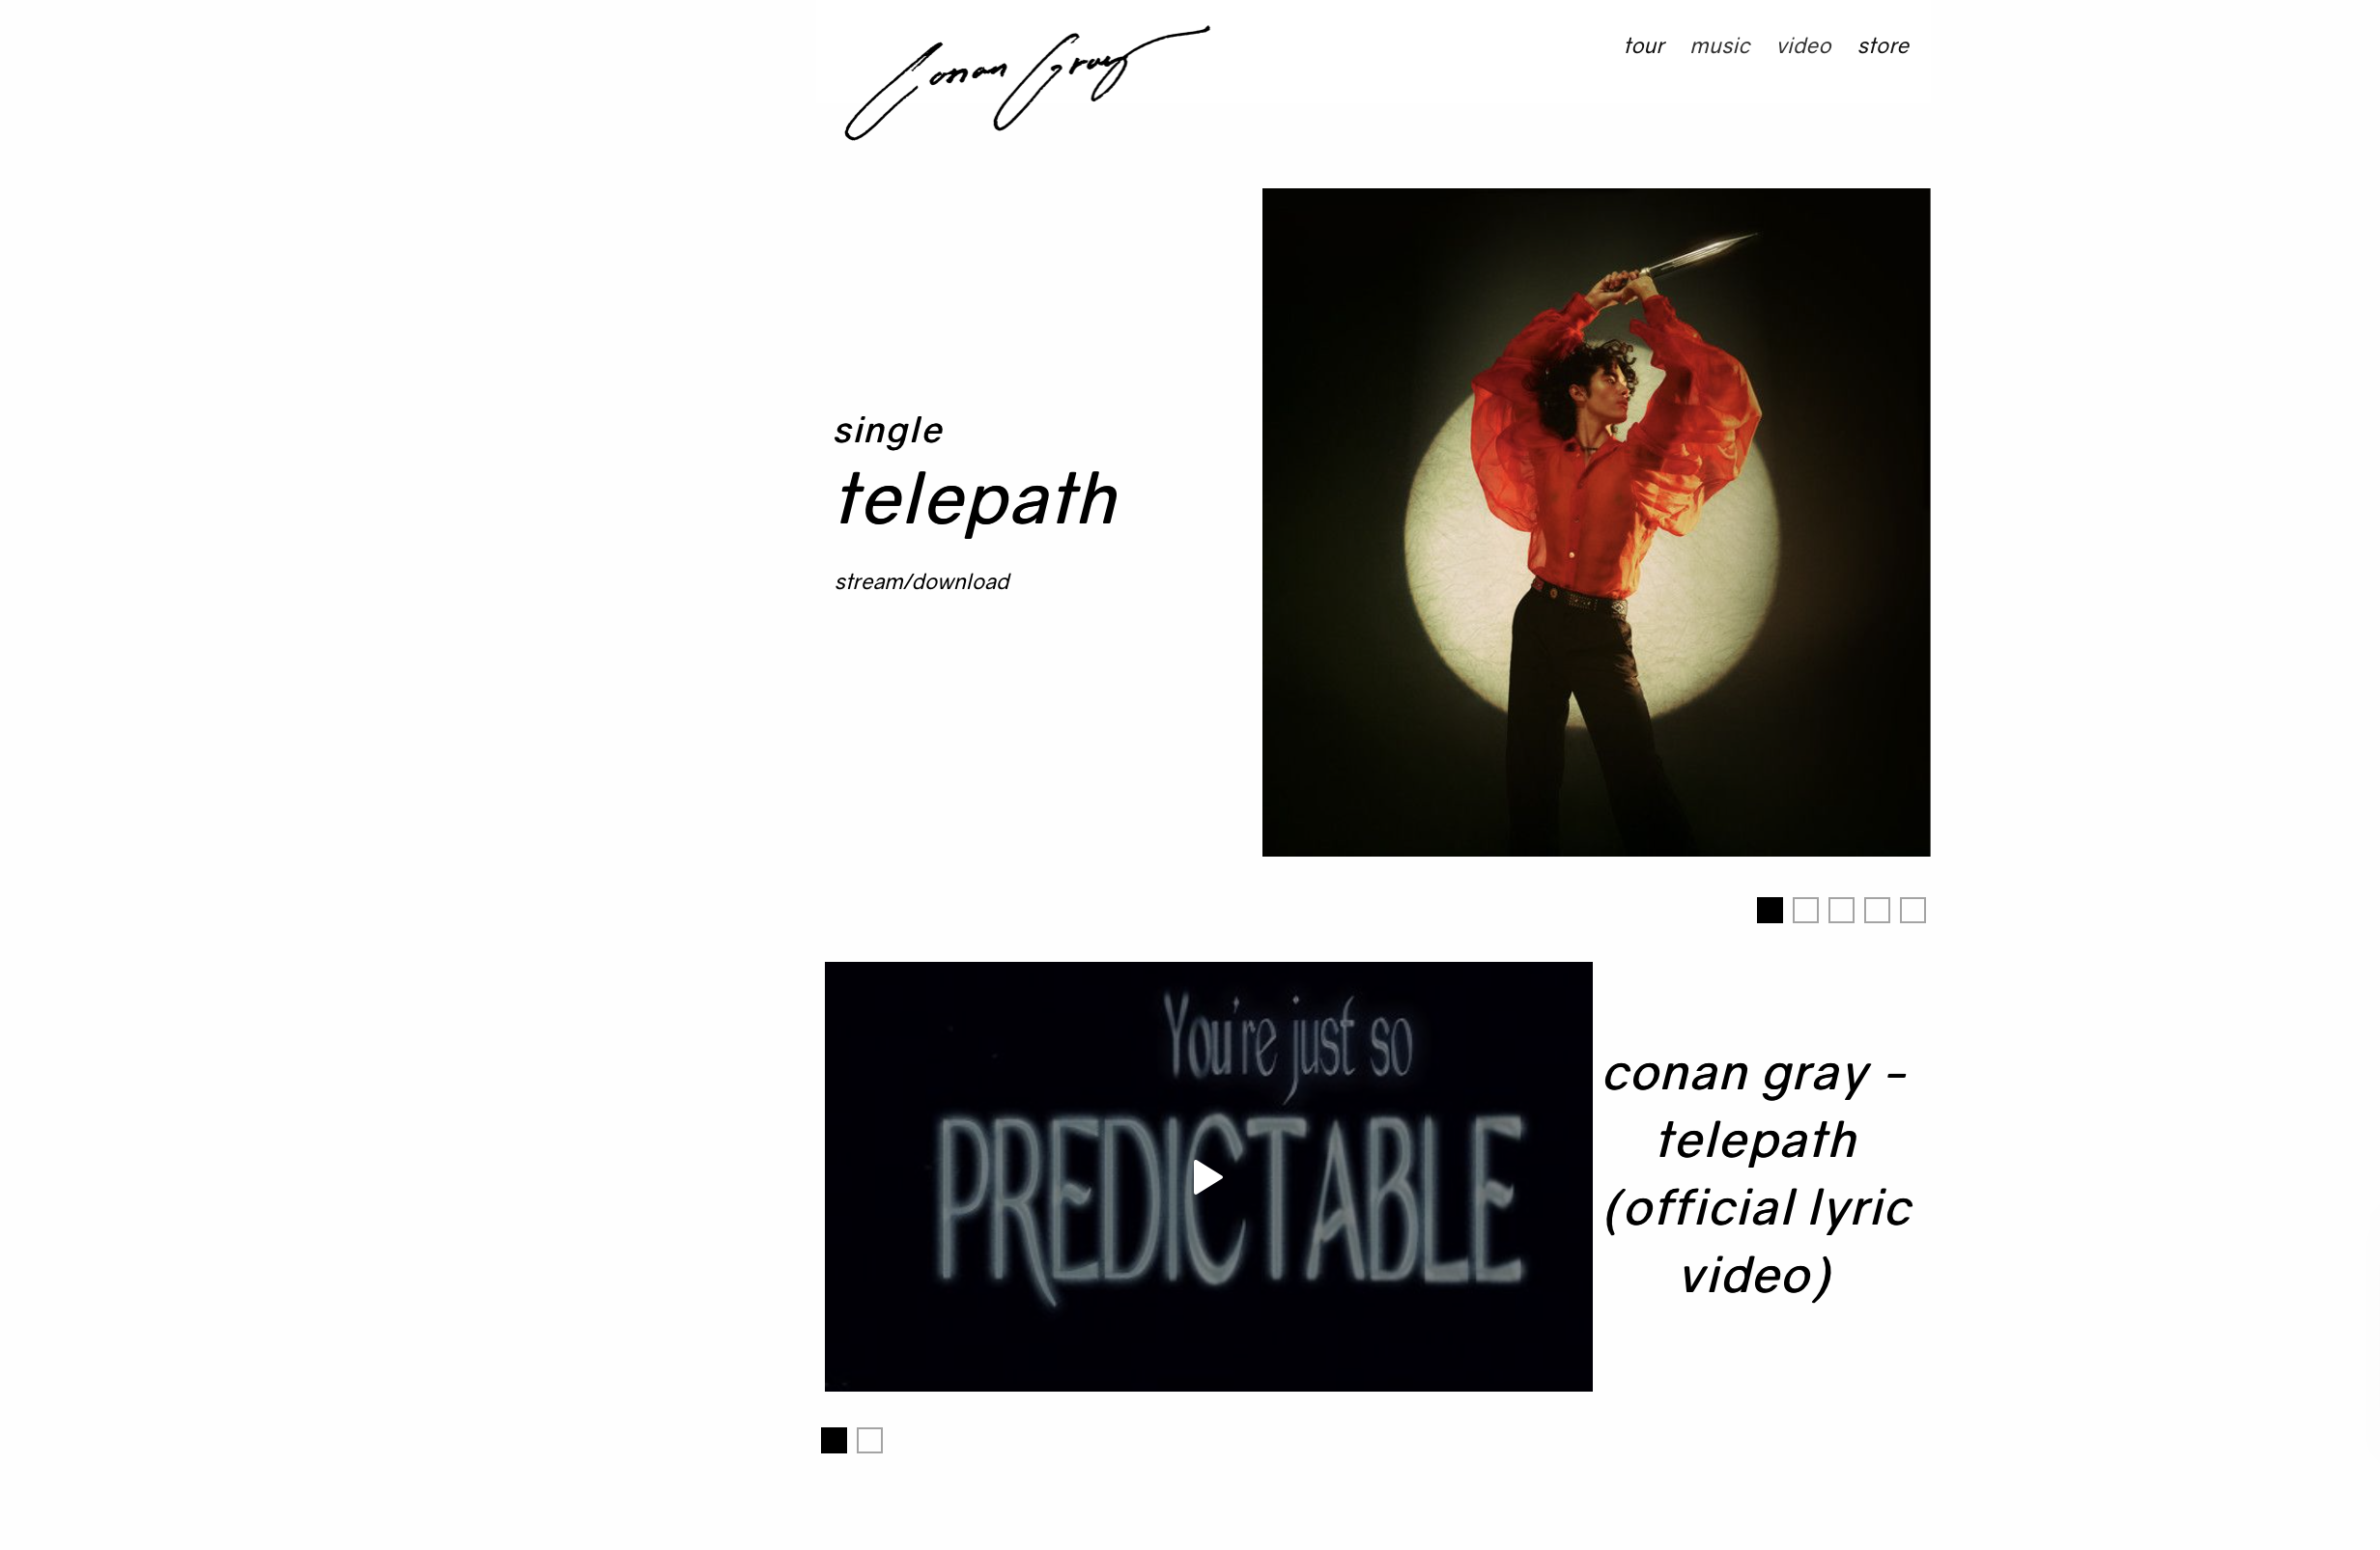 Conan Gray
tour music video store
single
telepath
stream/download
You're just so
PREDICTABLE
conan gray -
telepath
(official lyric
video)